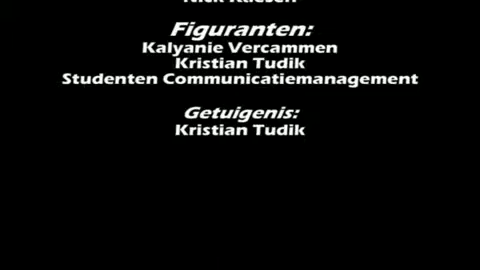 Figuranten:
Kalyanie Vercammen
Kristian Tudik
Studenten Communicatiemanagement
Getuigenis:
Kristian Tudik